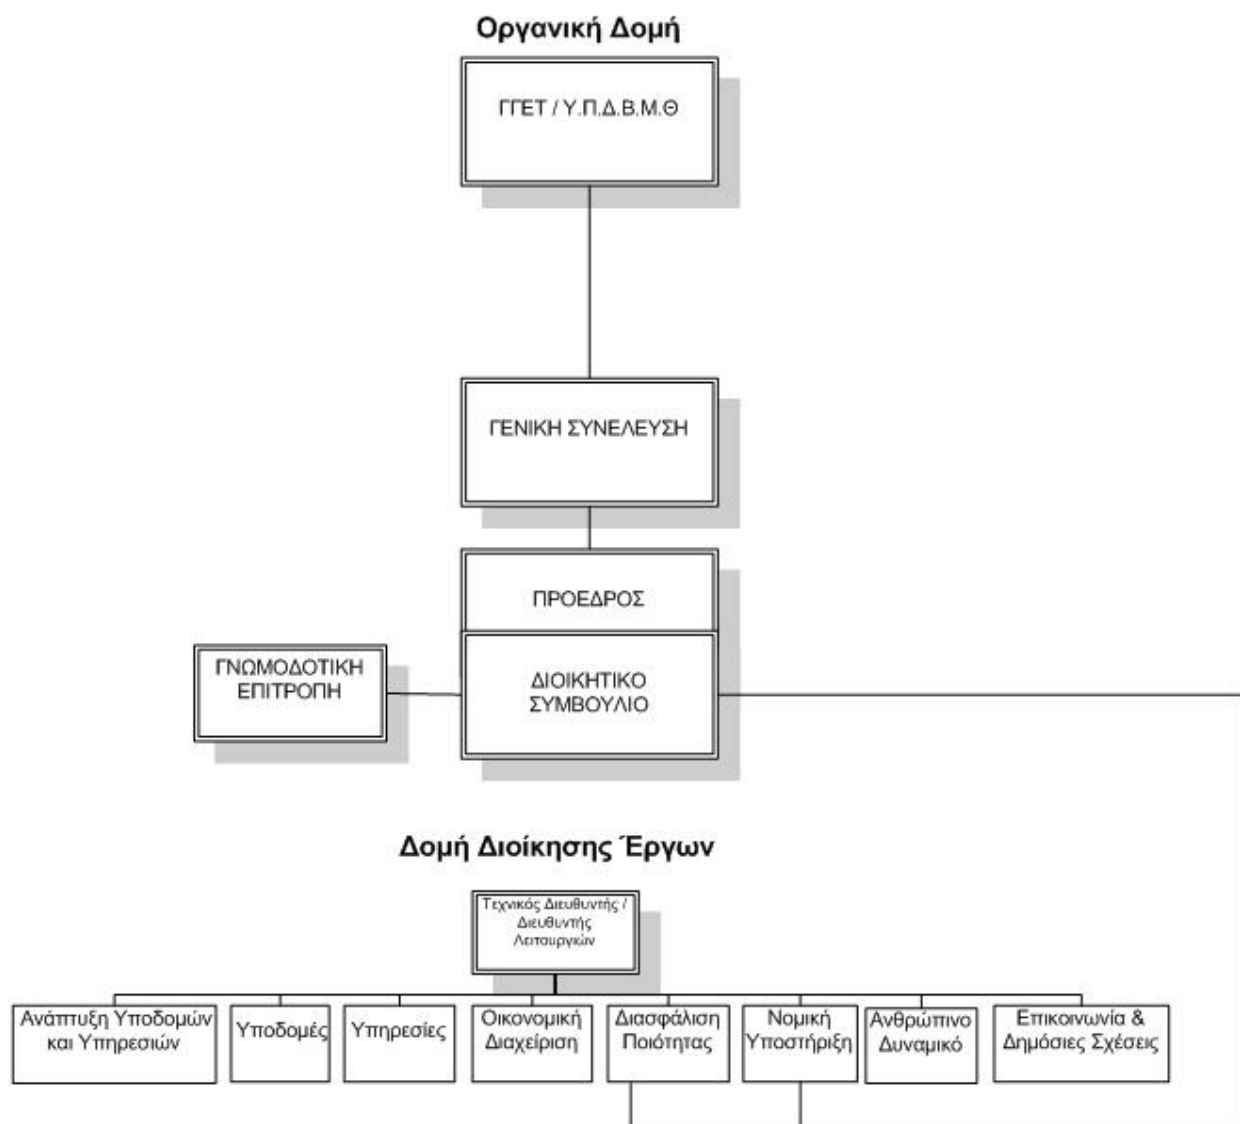 Οργανική Δομή
ΓΓΕΤ / Υ.Π.Δ.Β.Μ.Θ
ΓΕΝΙΚΗ ΣΥΝΕΛΕΥΣΗ
ΠΡΟΕΔΡΟΣ
ΓΝΩΜΟΔΟΤΙΚΗ
ΕΠΙΤΡΟΠΗ
ΔΙΟΙΚΗΤΙΚΟ
ΣΥΜΒΟΥΛΙΟ
Δομή Διοίκησης Έργων
Τεχνικός Διευθυντής /
Διευθυντής
Λειτουργιών
Ανάπτυξη Υποδομών
και Υπηρεσιών
Υποδομές
Υπηρεσίες
Οικονομική
Διαχείριση
Διασφάλιση
Ποιότητας
Νομική
Υποστήριξη
Ανθρώπινο
Δυναμικό
Επικοινωνία &
Δημόσιες Σχέσεις